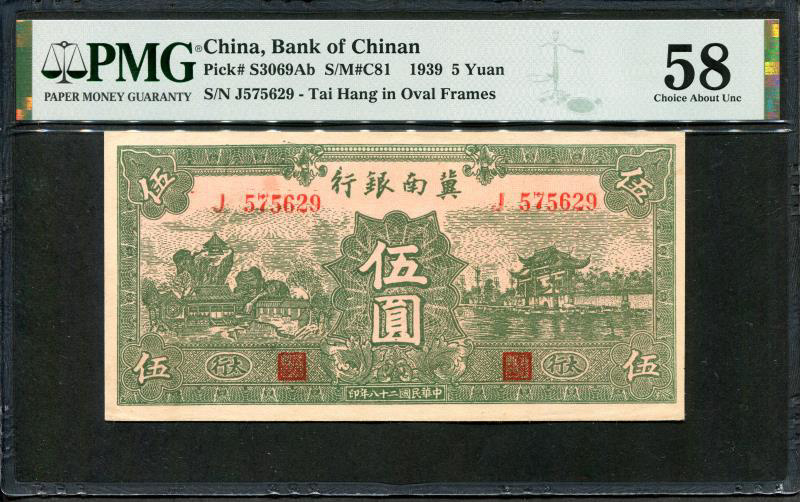 PMG®
PAPER MONEY GUARANTY
China, Bank of Chinan
Pick# S3069Ab S/M#C81 1939 5 Yuan
S/N J575629 - Tai Hang in Oval Frames
58
Choice About Unc
伍
行銀南冀
伍
J 575629
J 575629
伍圓
伍
行太
行太
伍
印年八十二國民華中